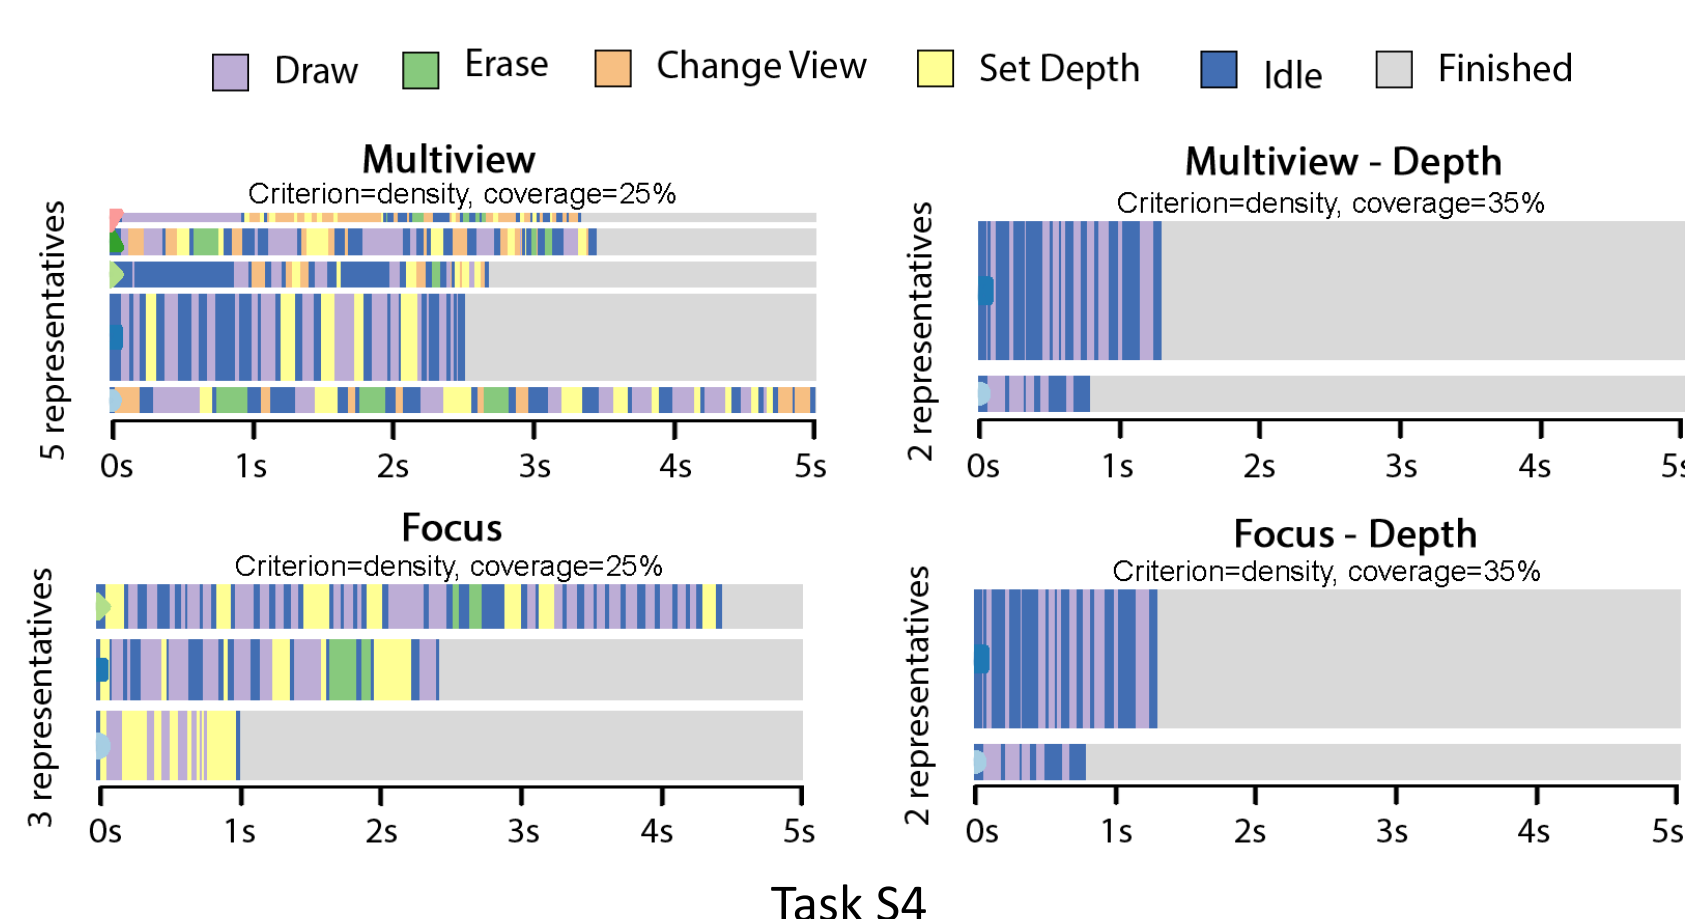 Draw Erase Change View Set Depth Idle Finished
Multiview
Criterion=density, coverage=25%
5 representatives
0s 1s 2s 3s 4s 5s
Multiview - Depth
Criterion=density, coverage=35%
2 representatives
0s 1s 2s 3s 4s 5s
Focus
Criterion=density, coverage=25%
3 representatives
0s 1s 2s 3s 4s 5s
Focus - Depth
Criterion=density, coverage=35%
2 representatives
0s 1s 2s 3s 4s 5s
Task S4